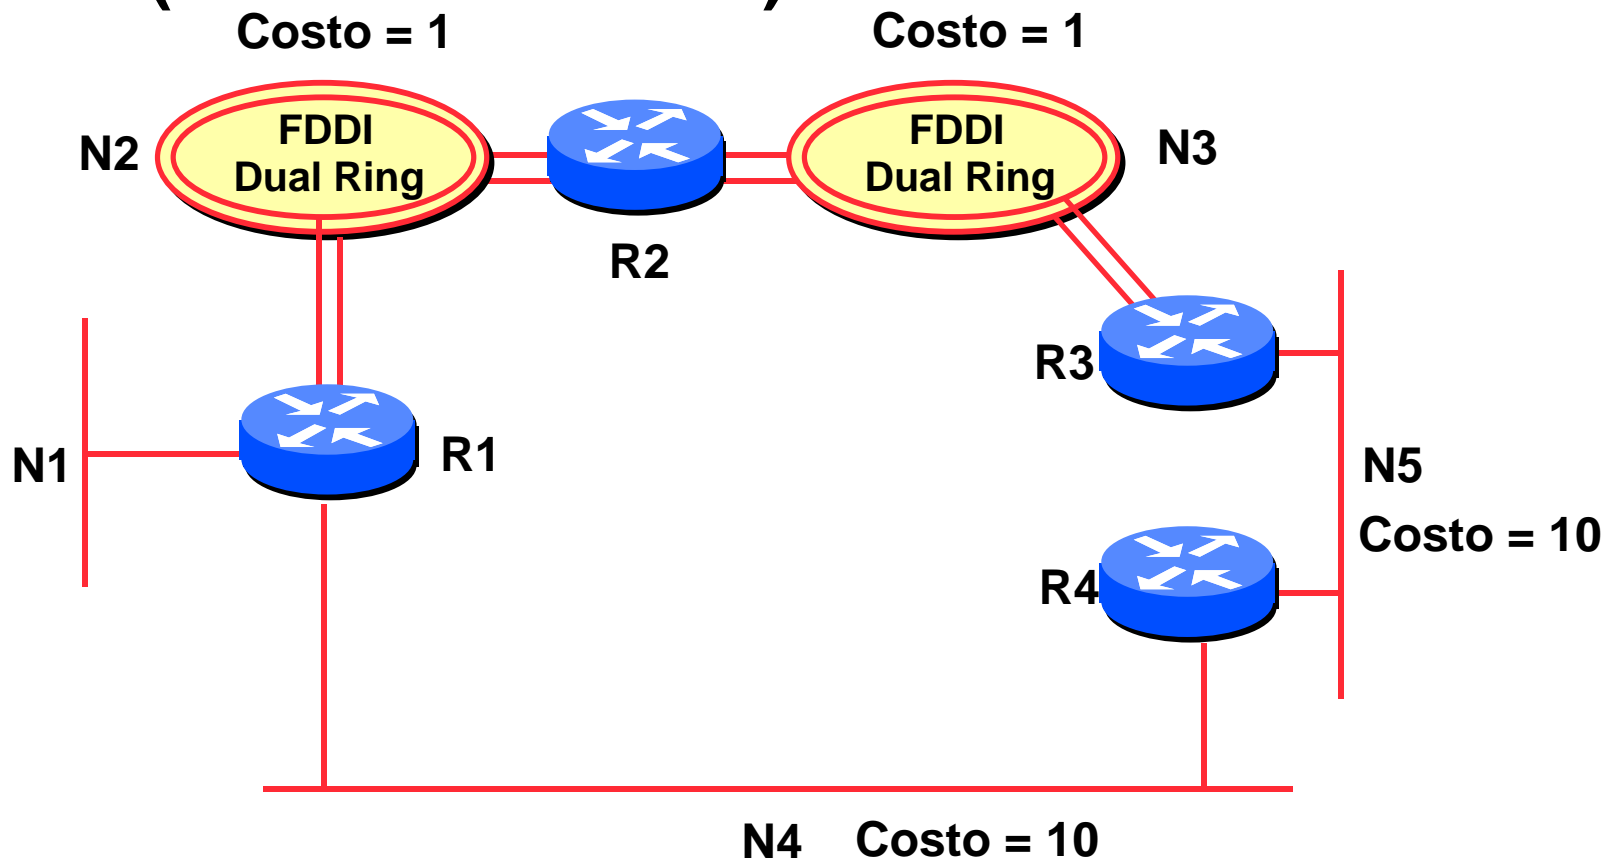 Costo = 1
Costo = 1
N2
FDDI
Dual Ring
FDDI
Dual Ring
N3
R2
R3
N1
R1
N5
Costo = 10
R4
N4 Costo = 10